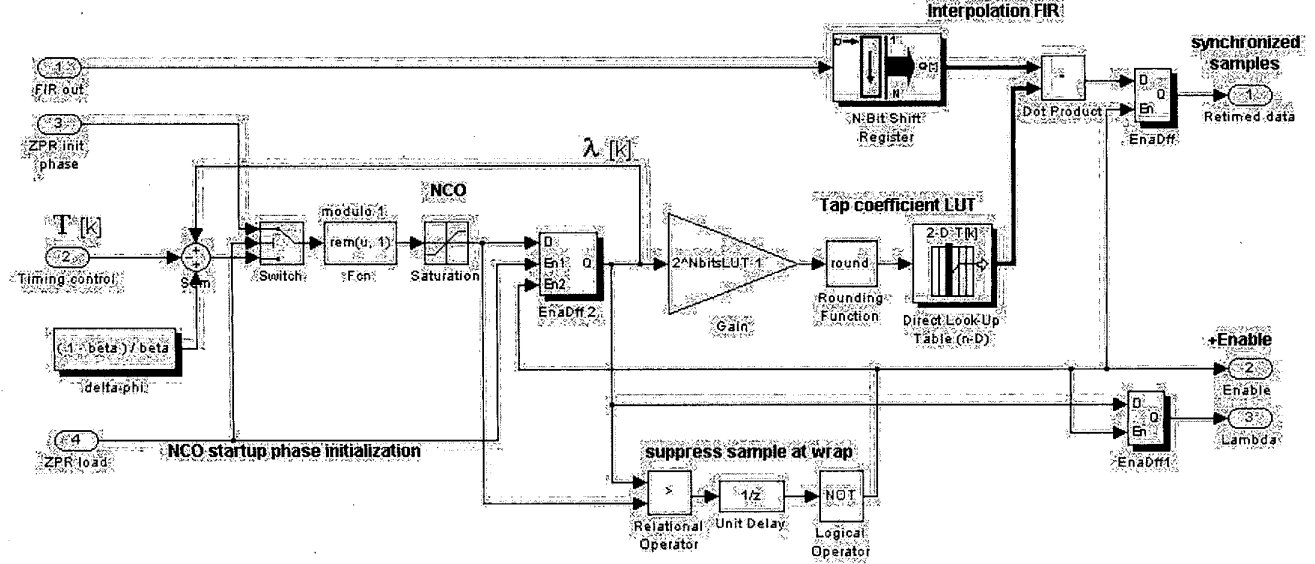 Interpolation FIR
synchronized
samples
1
FIR out
D
1
N
N-Bit Shift
Register
Dot Product
D
Q
En
EnaDff
1
Retimed data
3
ZPR init
phase
λ [k]
NCO
Τ [k]
2
Timing control
Switch
modulo 1
rem(u, 1)
Fcn
Saturation
D
En1
Q
En2
EnaDff 2
2^NbitsLUT-1
Gain
round
Rounding
Function
Tap coefficient LUT
2-D T[k]
Direct Look-Up
Table (n-D)
(1 - beta) / beta
delta-phi
+Enable
2
Enable
D
Q
En
EnaDff1
3
Lambda
4
ZPR load
NCO startup phase initialization
suppress sample at wrap
>
Relational
Operator
1/z
Unit Delay
NOT
Logical
Operator